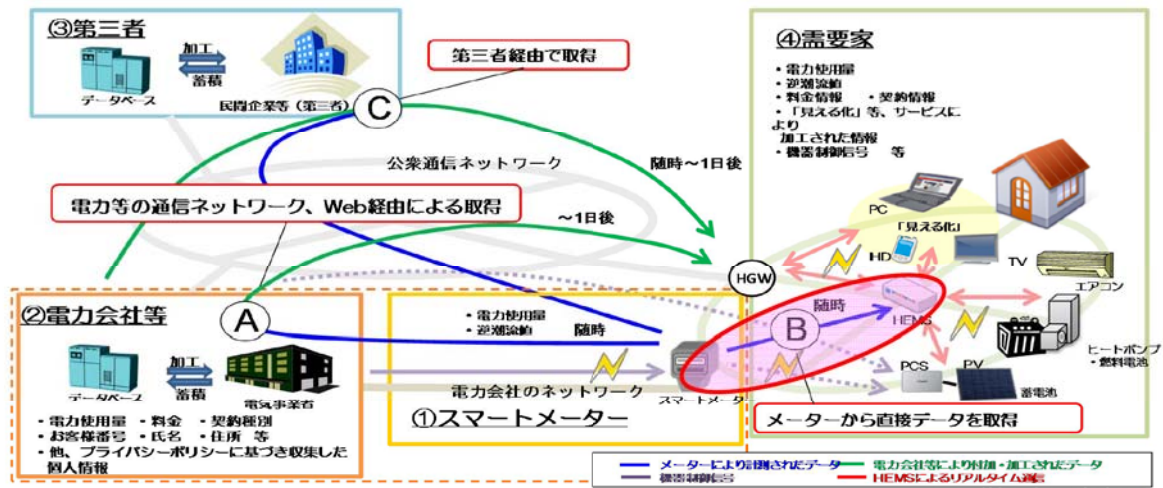 ③第三者
加工
蓄積
データベース
民間企業等（第三者）
第三者経由で取得
C
公衆通信ネットワーク
随時～1日後
電力等の通信ネットワーク、Web経由による取得
～1日後
④需要家
・電力使用量
・逆潮流値
・料金情報　・契約情報
・「見える化」等、サービスに
より
加工された情報
・機器制御信号　等
PC
「見える化」
IHD
TV
エアコン
HGW
随時
B
HEMS
ヒートポンプ
・燃料電池
PCS
PV
蓄電池
スマートメータ
メーターから直接データを取得
②電力会社等
A
加工
蓄積
データベース
電気事業者
・電力使用量　・料金　・契約種別
・お客様番号　・氏名　・住所　等
・他、プライバシーポリシーに基づき収集した
個人情報
・電力使用量
・逆潮流値　随時
電力会社のネットワーク
①スマートメーター
メーターにより計測されたデータ
電力会社等により付加・加工されたデータ
機器制御信号
HEMSによるリアルタイム通信